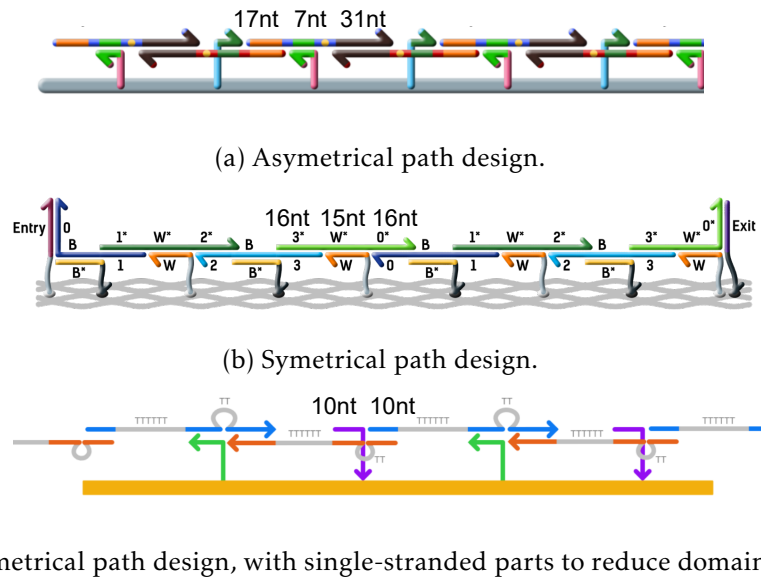 17nt 7nt 31nt
(a) Asymetrical path design.
16nt 15nt 16nt
Entry 0 1* W* 2* 3* W* 0* B 1* W* 2* B 3* W* 0* Exit
B B
B* 1 W 2 B* 3 W 0 B* 1 W 2 B* 3 W
(b) Symetrical path design.
TT TT
10nt 10nt
TTTTTT TTTTTT TTTTTT
TTTTTT TTTTTT
TT TT
metrical path design, with single-stranded parts to reduce domain